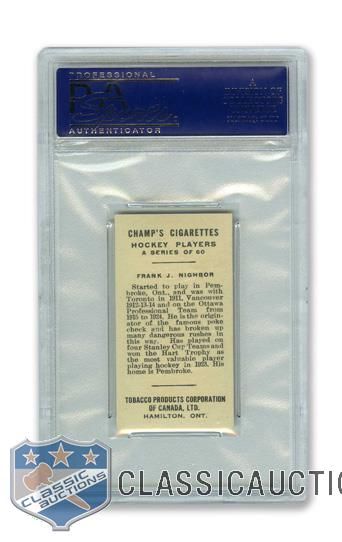 PROFESSIONAL
PSA
AUTHENTICATOR
CHAMP'S CIGARETTES
HOCKEY PLAYERS
A SERIES OF 60
FRANK J. NIGHBOR
Started to play in Pem-
broke, Ont., and was with
Toronto in 1911, Vancouver
1912-13-14 and on the Ottawa
Professional Team from
1915 to 1924. He is the origin-
ator of the famous poke
check and has broken up
many dangerous rushes in
this way. Has played on
four Stanley Cup Teams and
won the Hart Trophy as
the most valuable player
playing hockey in 1923. His
home is Pembroke.
TOBACCO PRODUCTS CORPORATION
OF CANADA, LTD.
HAMILTON, ONT.
CLASSIC
AUCTIONS
CLASSICAUCTIO